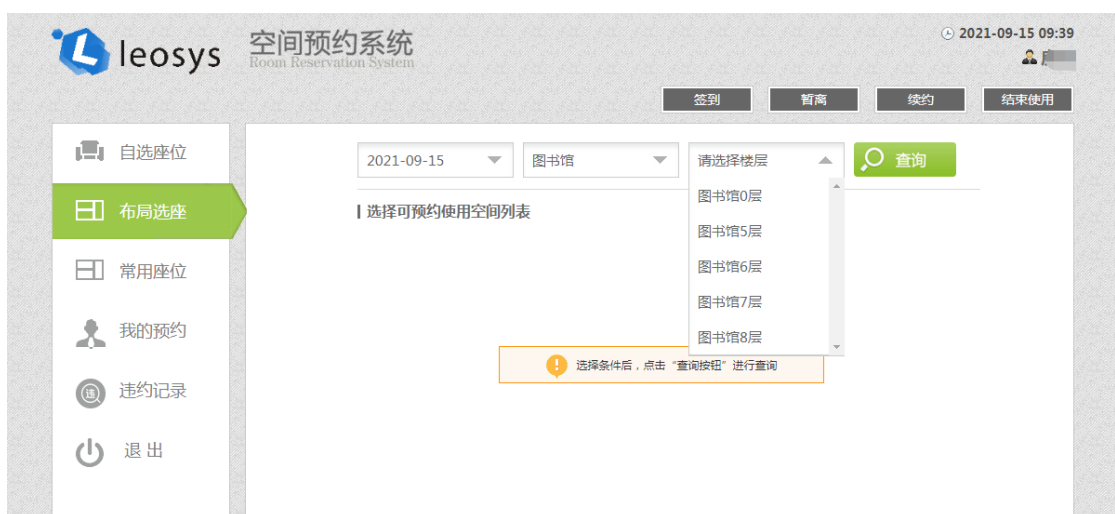 leosys
空间预约系统
Room Reservation System
2021-09-15 09:39
签到
暂离
续约
结束使用
自选座位
布局选座
常用座位
我的预约
违
违约记录
退 出
2021-09-15
图书馆
请选择楼层
查询
图书馆0层
图书馆5层
图书馆6层
图书馆7层
图书馆8层
选择可预约使用空间列表
选择条件后，点击“查询按钮”进行查询